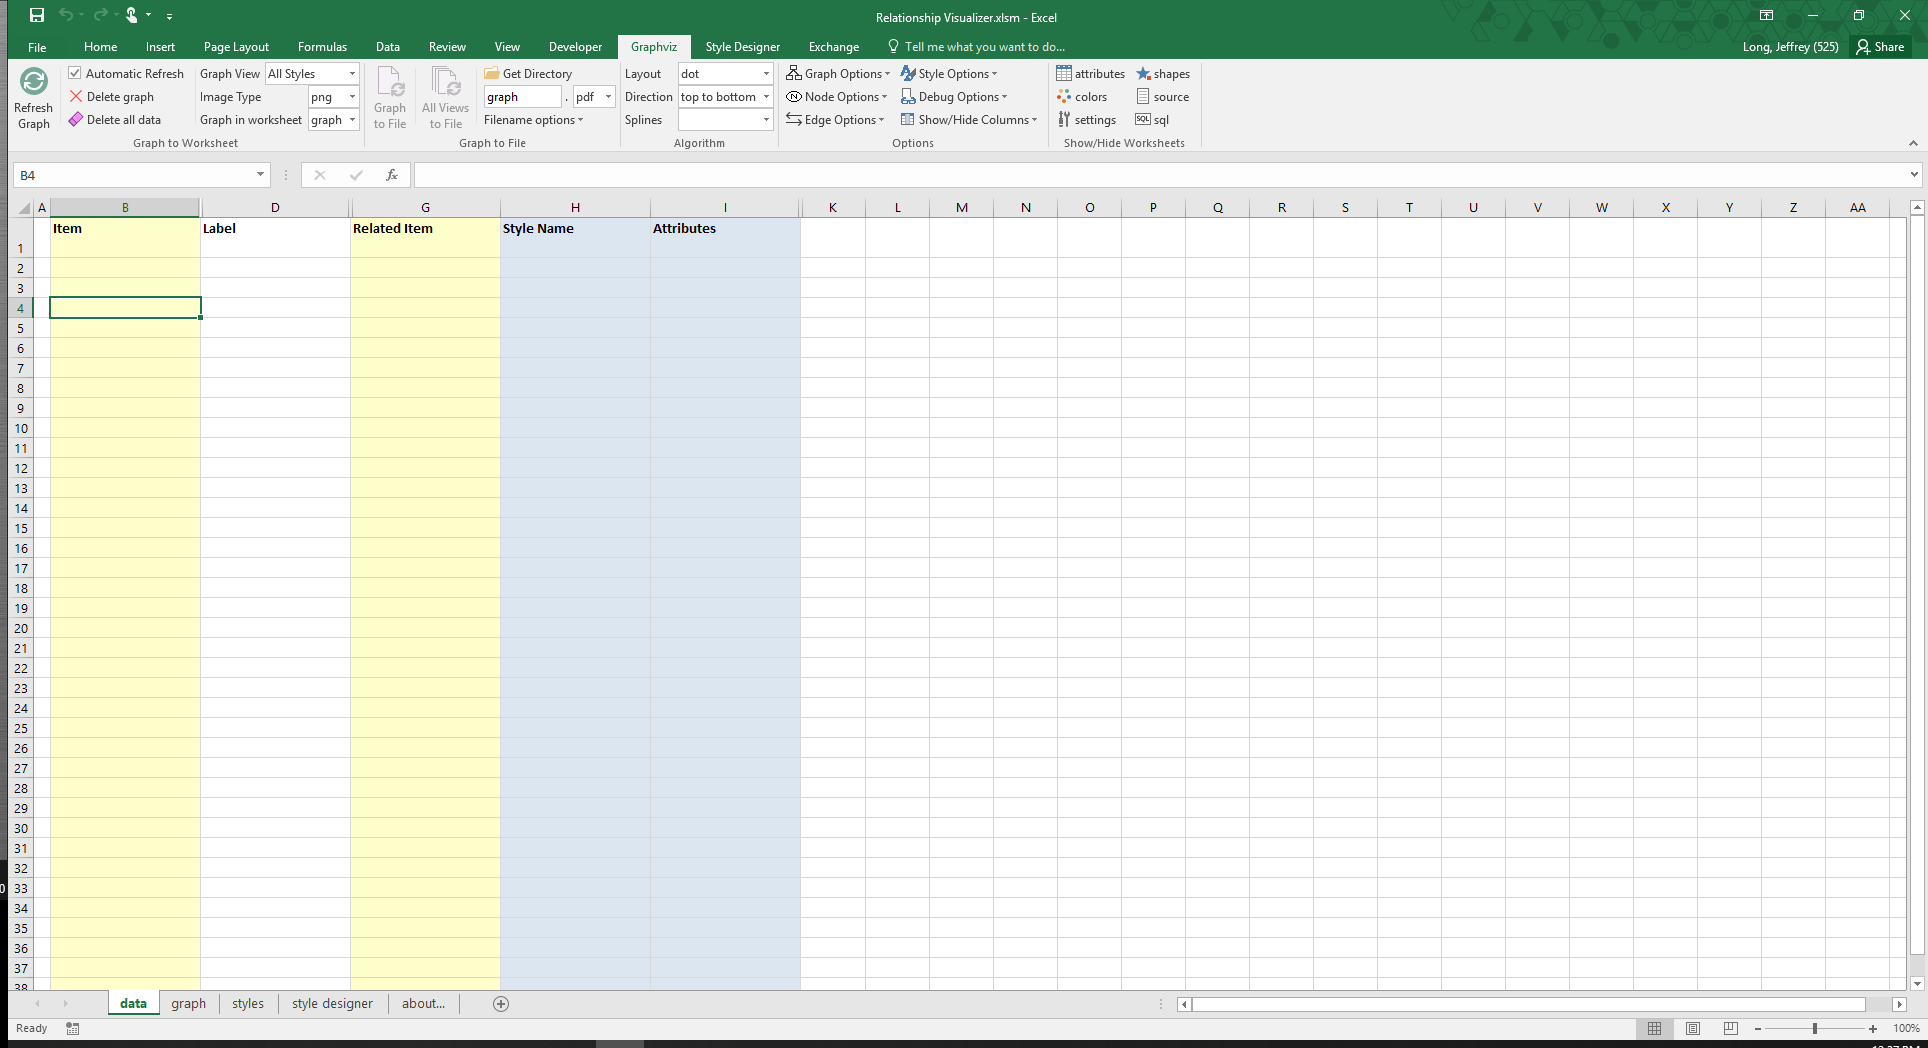 Relationship Visualizer.xlsm - Excel
File Home Insert Page Layout Formulas Data Review View Developer Graphviz Style Designer Exchange Tell me what you want to do... Long, Jeffrey (525) Share
Refresh Graph
Automatic Refresh
Delete graph
Delete all data
Graph View All Styles
Image Type png
Graph in worksheet graph
Graph to Worksheet
Graph to File
All Views to File
Get Directory
graph . pdf
Filename options
Graph to File
Layout dot
Direction top to bottom
Splines
Algorithm
Graph Options
Node Options
Edge Options
Style Options
Debug Options
Show/Hide Columns
Options
attributes
colors
settings
shapes
source
SQL sql
Show/Hide Worksheets
B4 fx
A B D G H I K L M N O P Q R S T U V W X Y Z AA
1 Item Label Related Item Style Name Attributes
2
3
4
5
6
7
8
9
10
11
12
13
14
15
16
17
18
19
20
21
22
23
24
25
26
27
28
29
30
31
32
33
34
35
36
37
38
data graph styles style designer about...
Ready 100%